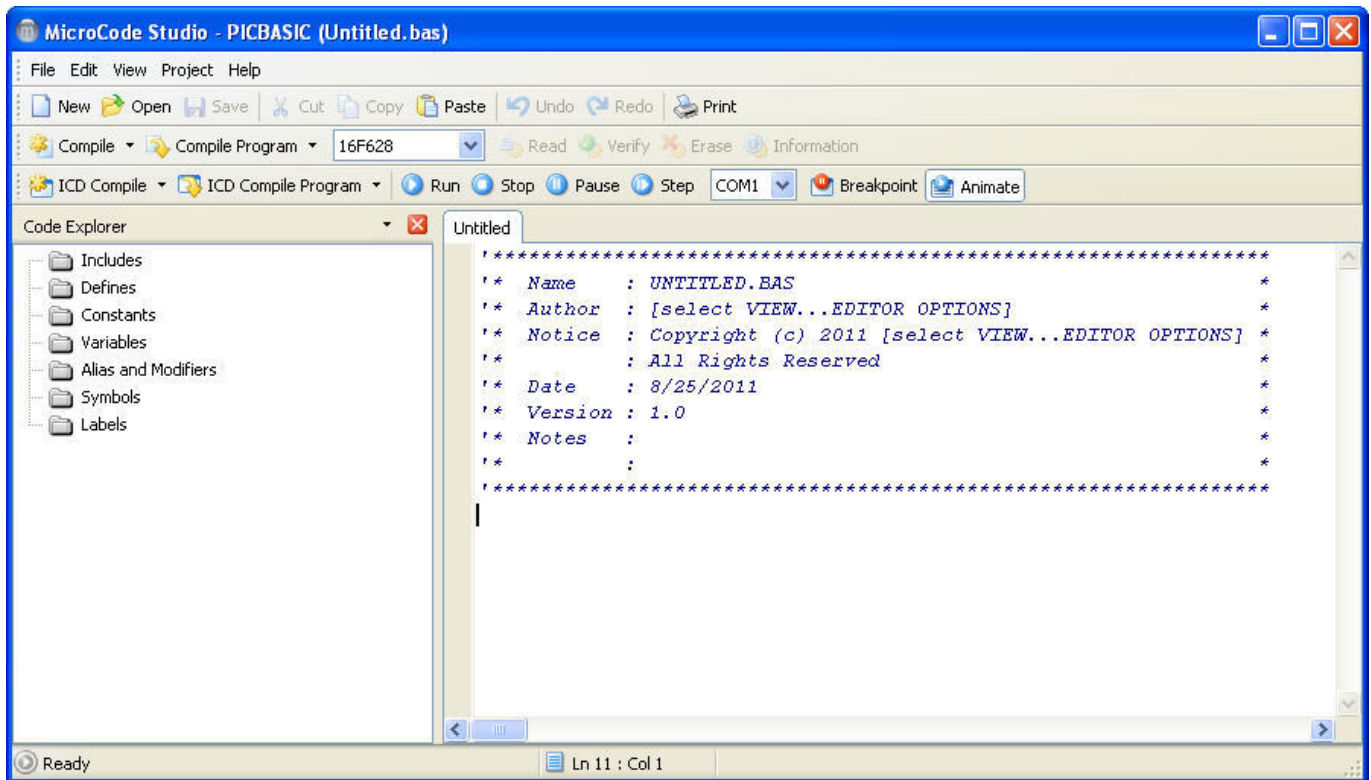 MicroCode Studio - PICBASIC (Untitled.bas)
File Edit View Project Help
New Open Save Cut Copy Paste Undo Redo Print
Compile Compile Program 16F628 Read Verify Erase Information
ICD Compile ICD Compile Program Run Stop Pause Step COM1 Breakpoint Animate
Code Explorer
Includes
Defines
Constants
Variables
Alias and Modifiers
Symbols
Labels
Untitled
'****************************************************************
'*  Name    : UNTITLED.BAS                                      *
'*  Author  : [select VIEW...EDITOR OPTIONS]                    *
'*  Notice  : Copyright (c) 2011 [select VIEW...EDITOR OPTIONS] *
'*          : All Rights Reserved                               *
'*  Date    : 8/25/2011                                         *
'*  Version : 1.0                                               *
'*  Notes   :                                                   *
'*          :                                                   *
'****************************************************************
Ready
Ln 11 : Col 1